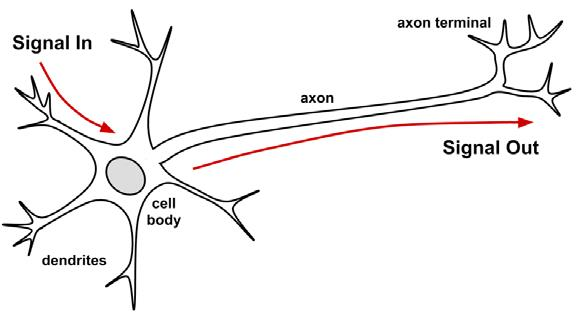 axon terminal
Signal In
axon
Signal Out
cell
body
dendrites